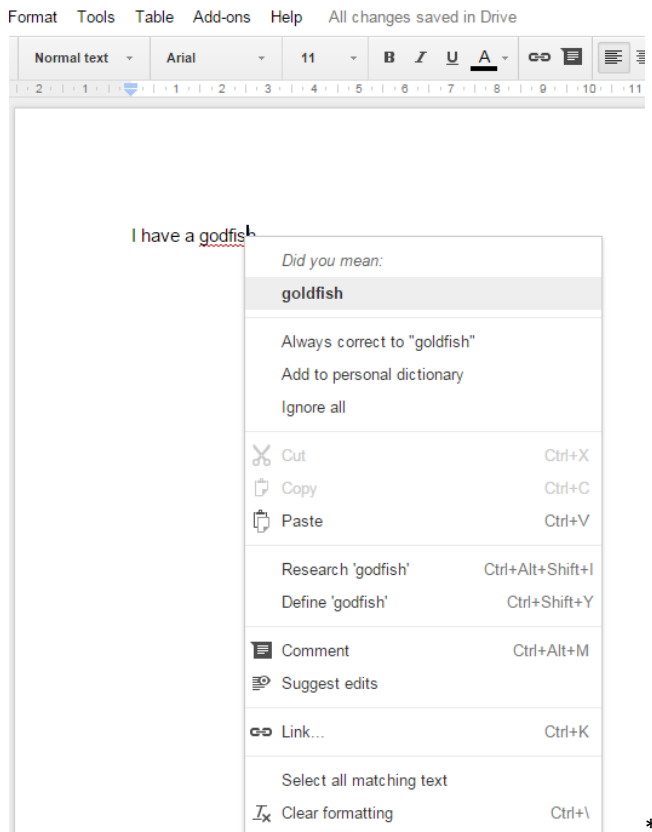 Format Tools Table Add-ons Help All changes saved in Drive
Normal text Arial 11 B I U A
2 1 1 2 3 4 5 6 7 8 9 10 11
I have a godfish
Did you mean:
goldfish
Always correct to "goldfish"
Add to personal dictionary
Ignore all
Cut Ctrl+X
Copy Ctrl+C
Paste Ctrl+V
Research 'godfish' Ctrl+Alt+Shift+I
Define 'godfish' Ctrl+Shift+Y
Comment Ctrl+Alt+M
Suggest edits
Link... Ctrl+K
Select all matching text
Clear formatting Ctrl+\
*